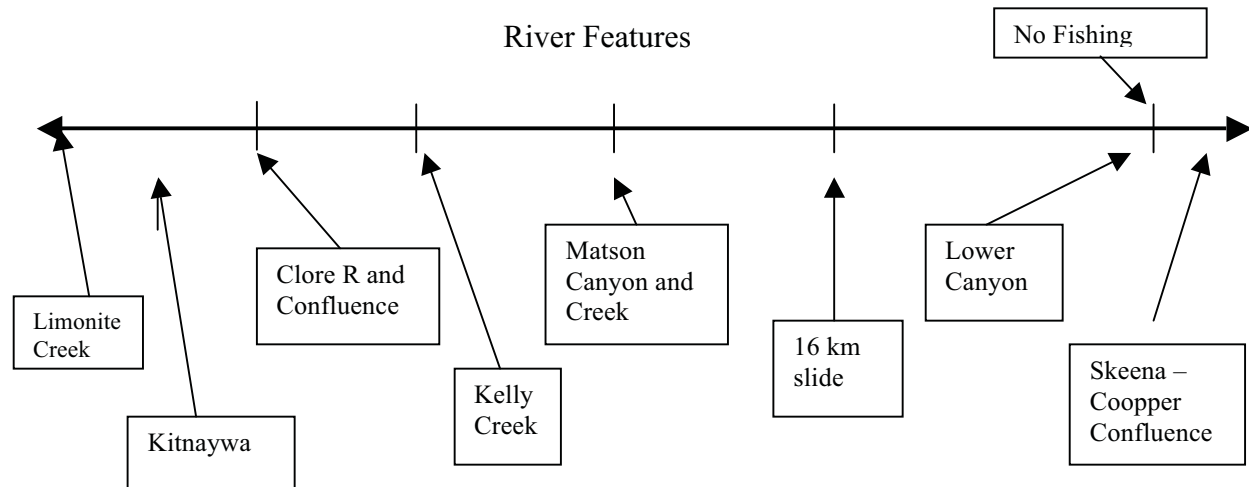 River Features
No Fishing
Limonite
Creek
Kitnaywa
Clore R and
Confluence
Kelly
Creek
Matson
Canyon and
Creek
16 km
slide
Lower
Canyon
Skeena –
Coopper
Confluence